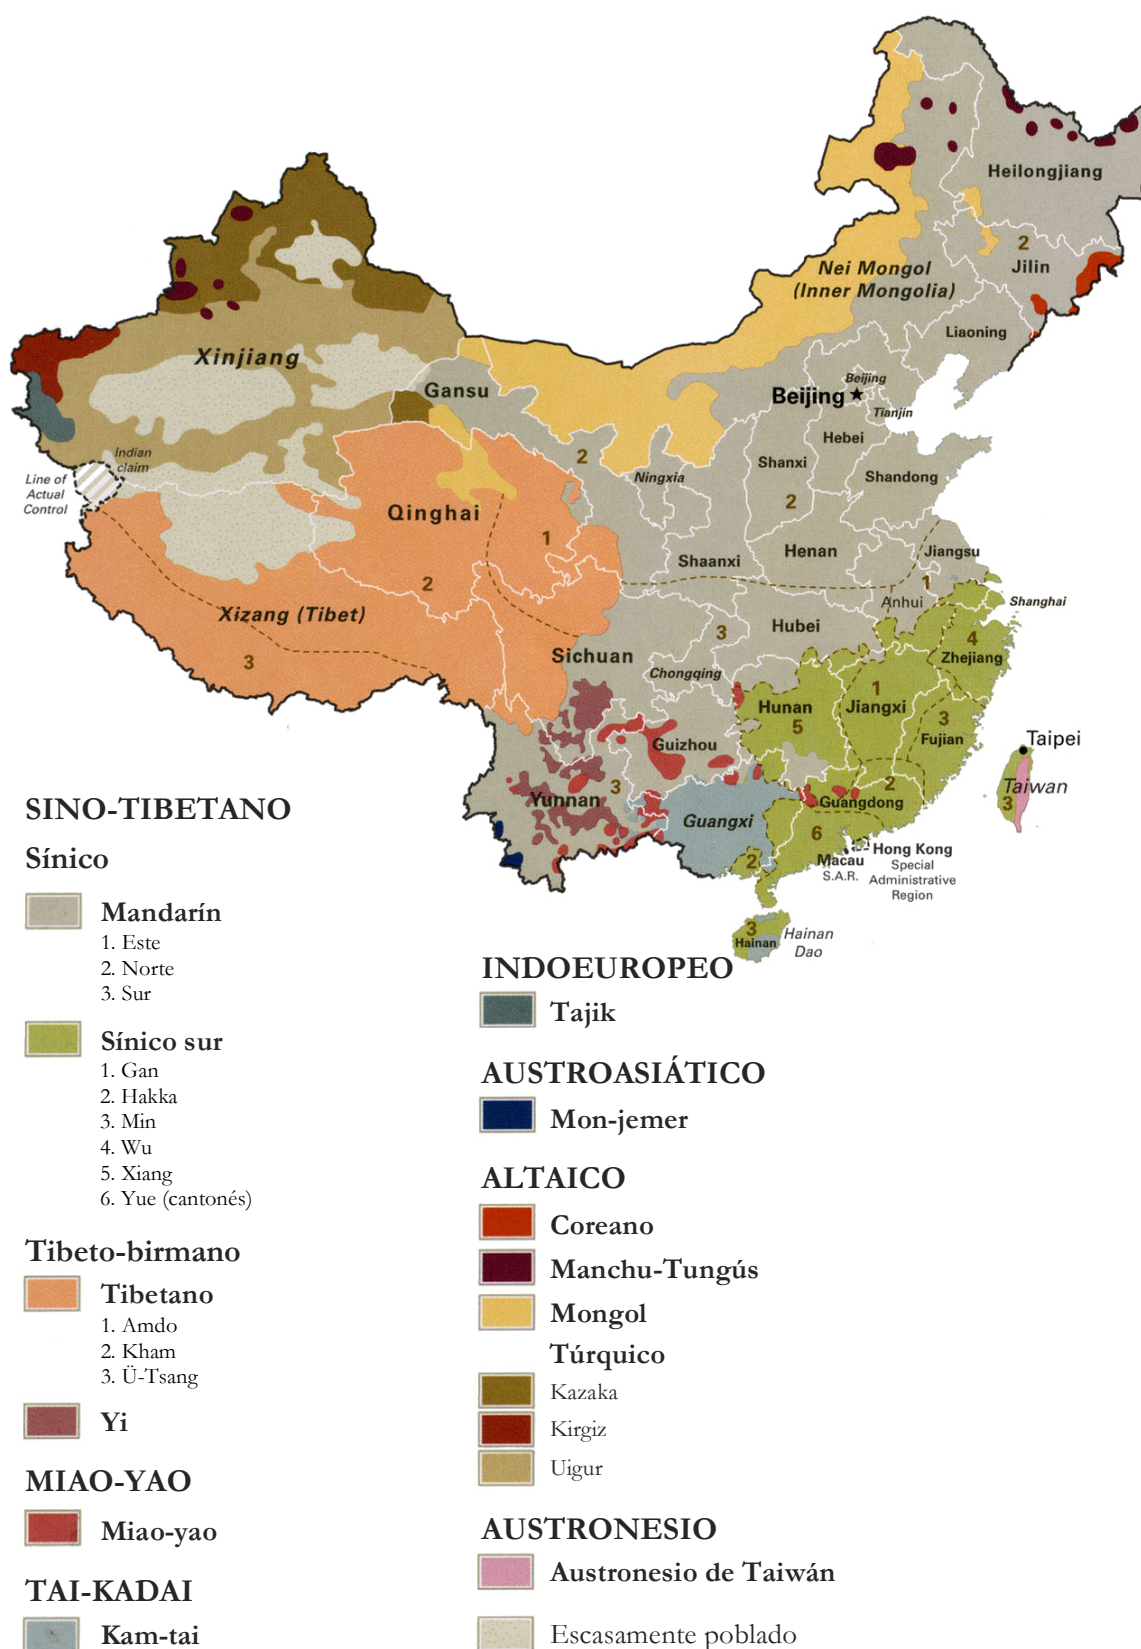 Heilongjiang
2
Jilin
Nei Mongol
(Inner Mongolia)
Liaoning
Xinjiang
Gansu
Beijing
Beijing
Tianjin
Hebei
Indian
claim
Line of
Actual
Control
2
Ningxia
Shanxi
Shandong
2
Qinghai
1
Shaanxi
Henan
Jiangsu
1
2
Anhui
Shanghai
Xizang (Tibet)
3
Hubei
3
4
Zhejiang
Sichuan
Chongqing
1
Hunan
Jiangxi
5
3
Fujian
Guizhou
Taipei
Yunnan
3
2
Guangdong
Taiwan
3
Guangxi
6
2
Macau
S.A.R.
Hong Kong
Special
Administrative
Region
3
Hainan
Hainan
Dao
SINO-TIBETANO
Sínico
Mandarín
1. Este
2. Norte
3. Sur
Sínico sur
1. Gan
2. Hakka
3. Min
4. Wu
5. Xiang
6. Yue (cantonés)
Tibeto-birmano
Tibetano
1. Amdo
2. Kham
3. Ü-Tsang
Yi
MIAO-YAO
Miao-yao
TAI-KADAI
Kam-tai
INDOEUROPEO
Tajik
AUSTROASIÁTICO
Mon-jemer
ALTAICO
Coreano
Manchu-Tungús
Mongol
Túrquico
Kazaka
Kirgiz
Uigur
AUSTRONESIO
Austronesio de Taiwán
Escasamente poblado